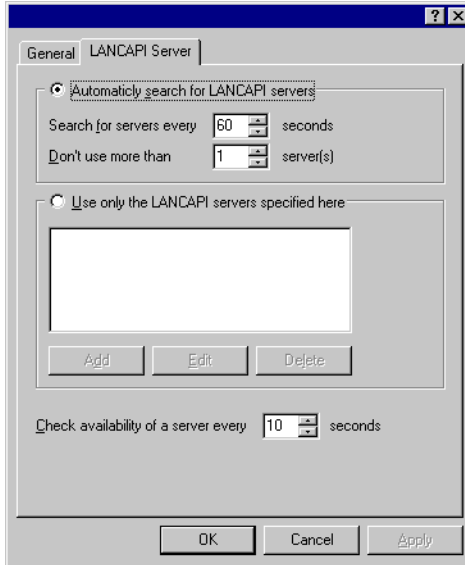 General LANCAPI Server
Automaticly search for LANCAPI servers
Search for servers every 60 seconds
Don't use more than 1 server(s)
Use only the LANCAPI servers specified here
Add Edit Delete
Check availability of a server every 10 seconds
OK Cancel Apply